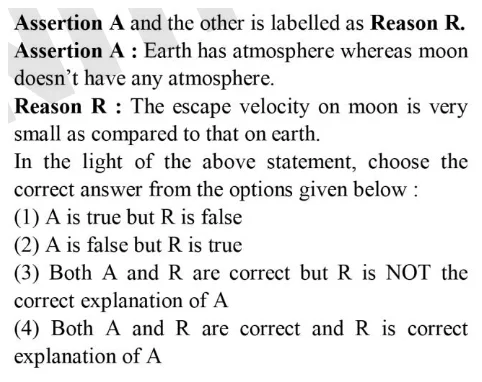 Assertion A and the other is labelled as Reason R.
Assertion A : Earth has atmosphere whereas moon
doesn't have any atmosphere.
Reason R : The escape velocity on moon is very
small as compared to that on earth.
In the light of the above statement, choose the
correct answer from the options given below :
(1) A is true but R is false
(2) A is false but R is true
(3) Both A and R are correct but R is NOT the
correct explanation of A
(4) Both A and R are correct and R is correct
explanation of A